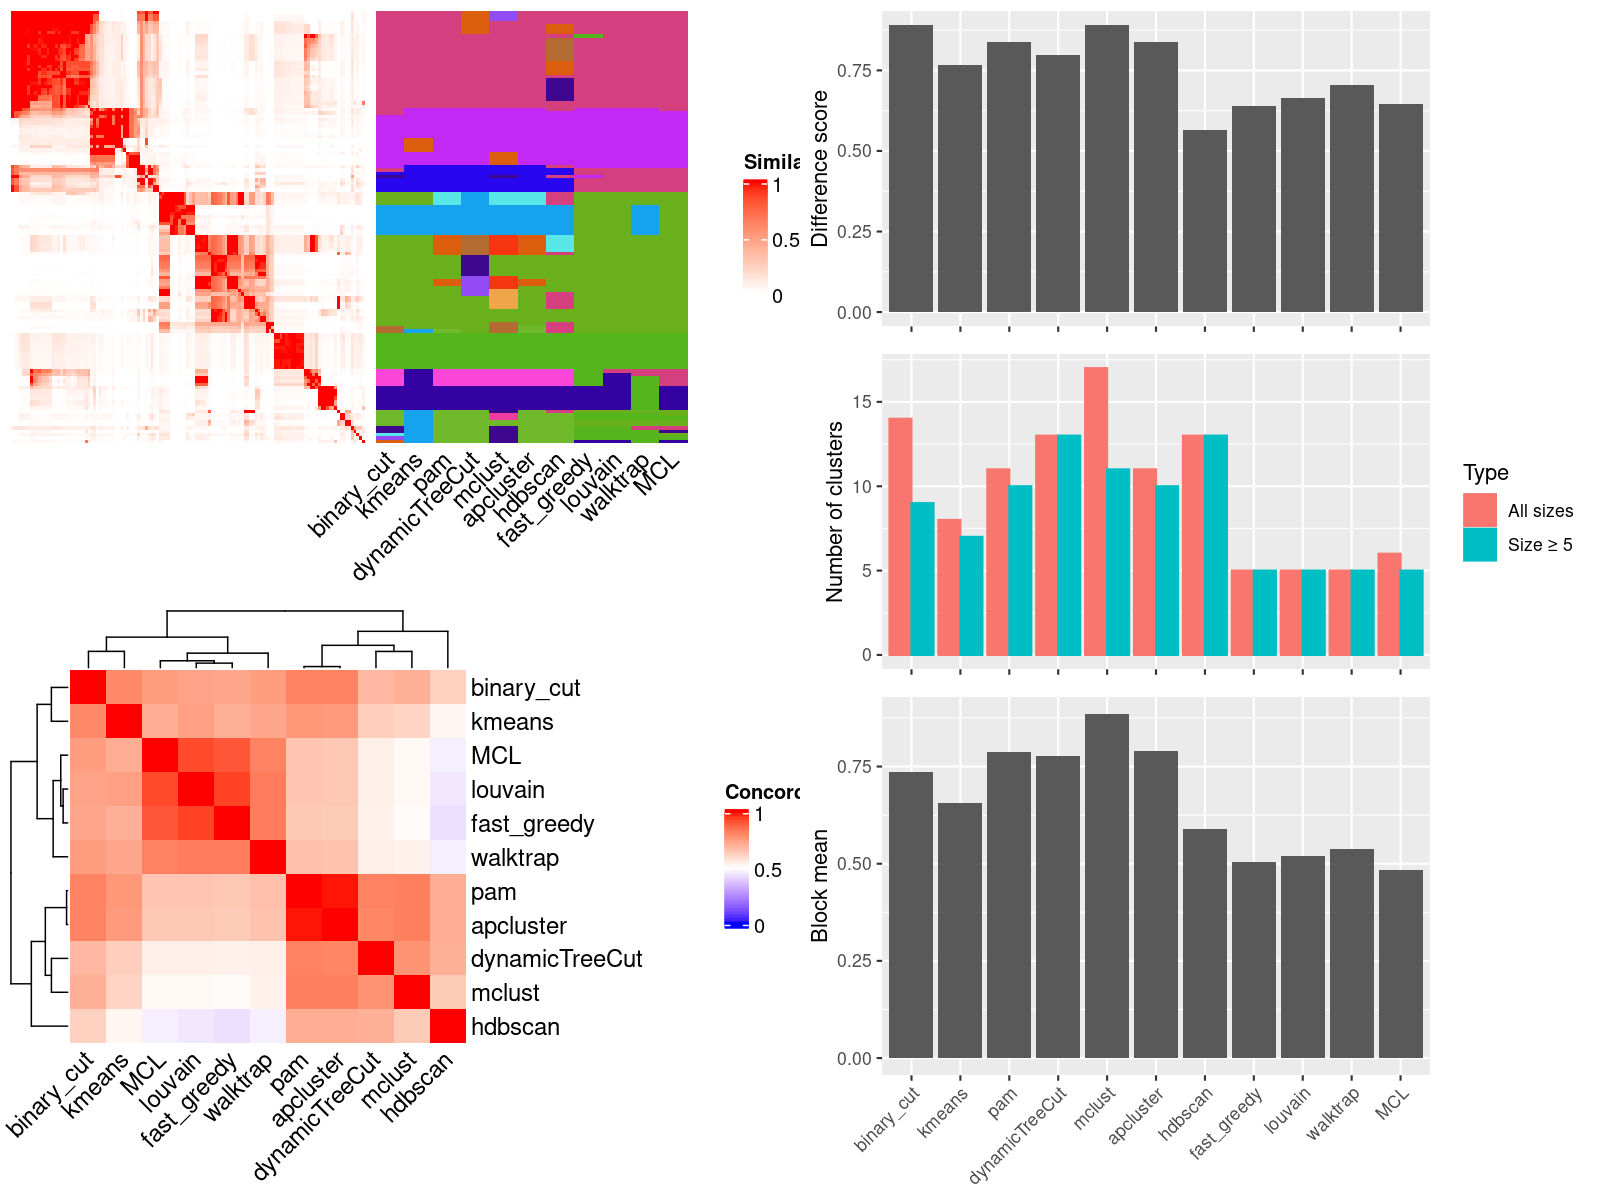 Simila
1
0.5
0
binary_cut
kmeans
pam
dynamicTreeCut
mclust
apcluster
hdbscan
fast_greedy
louvain
walktrap
MCL
binary_cut
kmeans
MCL
louvain
fast_greedy
walktrap
pam
apcluster
dynamicTreeCut
mclust
hdbscan
Concord
1
0.5
0
binary_cut
kmeans
MCL
louvain
fast_greedy
walktrap
pam
apcluster
dynamicTreeCut
mclust
hdbscan
Difference score
0.75
0.50
0.25
0.00
Number of clusters
15
10
5
0
Type
All sizes
Size ≥ 5
Block mean
0.75
0.50
0.25
0.00
binary_cut
kmeans
pam
dynamicTreeCut
mclust
apcluster
hdbscan
fast_greedy
louvain
walktrap
MCL